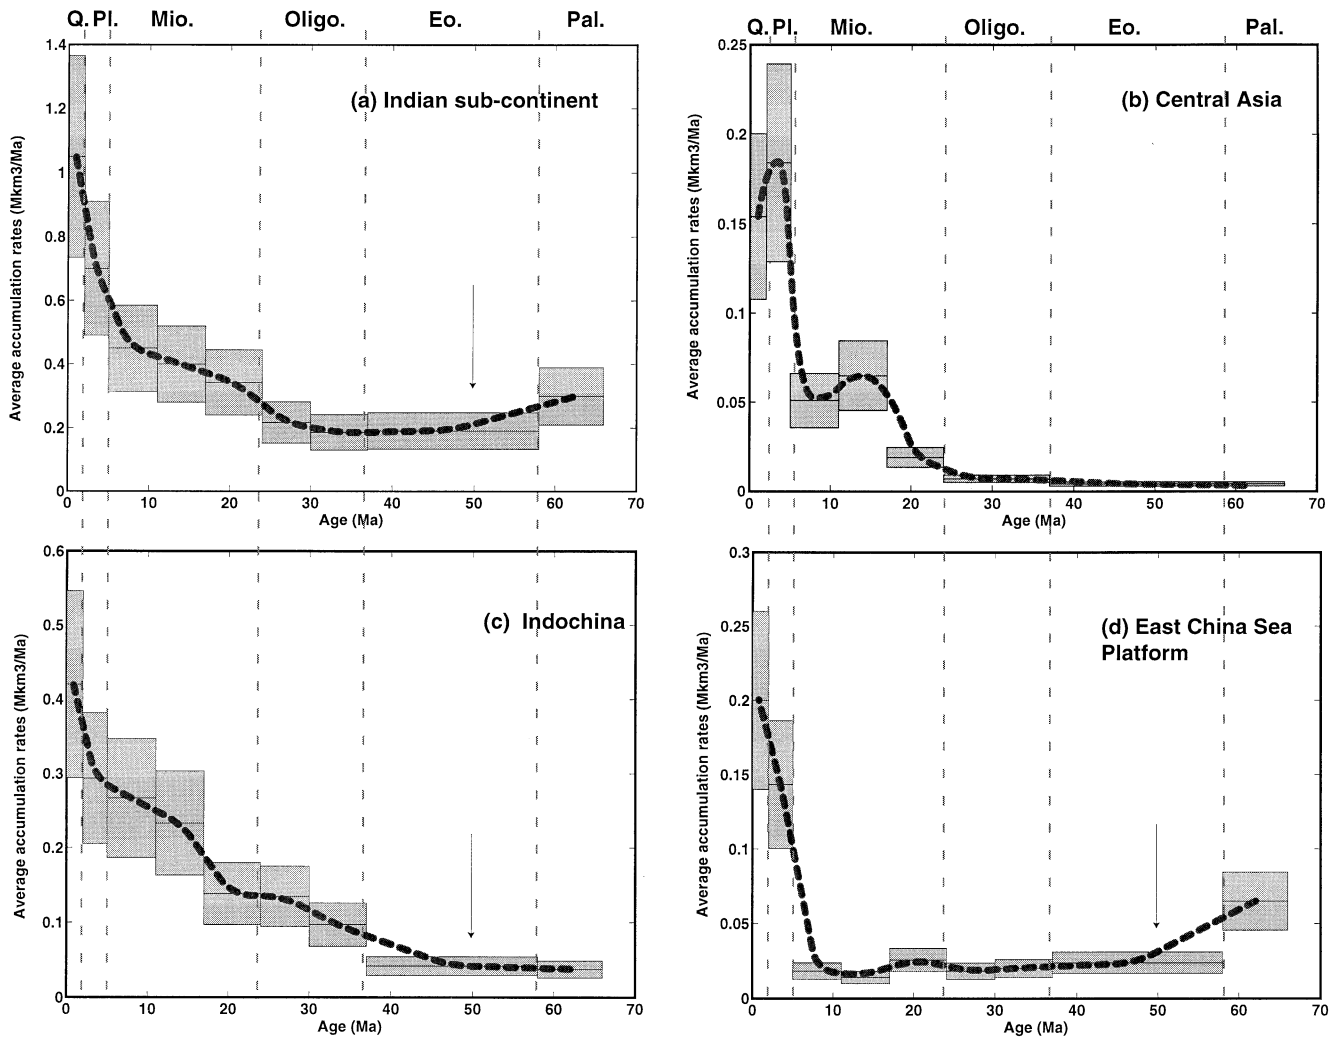 Q. Pl. Mio. Oligo. Eo. Pal.
1.4
1.2
1
0.8
0.6
0.4
0.2
0
Average accumulation rates (Mkm3/Ma)
(a) Indian sub-continent
10 20 30 40 50 60 70
Age (Ma)
Q. Pl. Mio. Oligo. Eo. Pal.
0.25
0.2
0.15
0.1
0.05
0
Average accumulation rates (Mkm3/Ma)
(b) Central Asia
0 10 20 30 40 50 60 70
Age (Ma)
0.6
0.5
0.4
0.3
0.2
0.1
0
Average accumulation rates (Mkm3/Ma)
(c) Indochina
0 10 20 30 40 50 60 70
Age (Ma)
0.3
0.25
0.2
0.15
0.1
0.05
0
Average accumulation rates (Mkm3/Ma)
(d) East China Sea
Platform
0 10 20 30 40 50 60 70
Age (Ma)